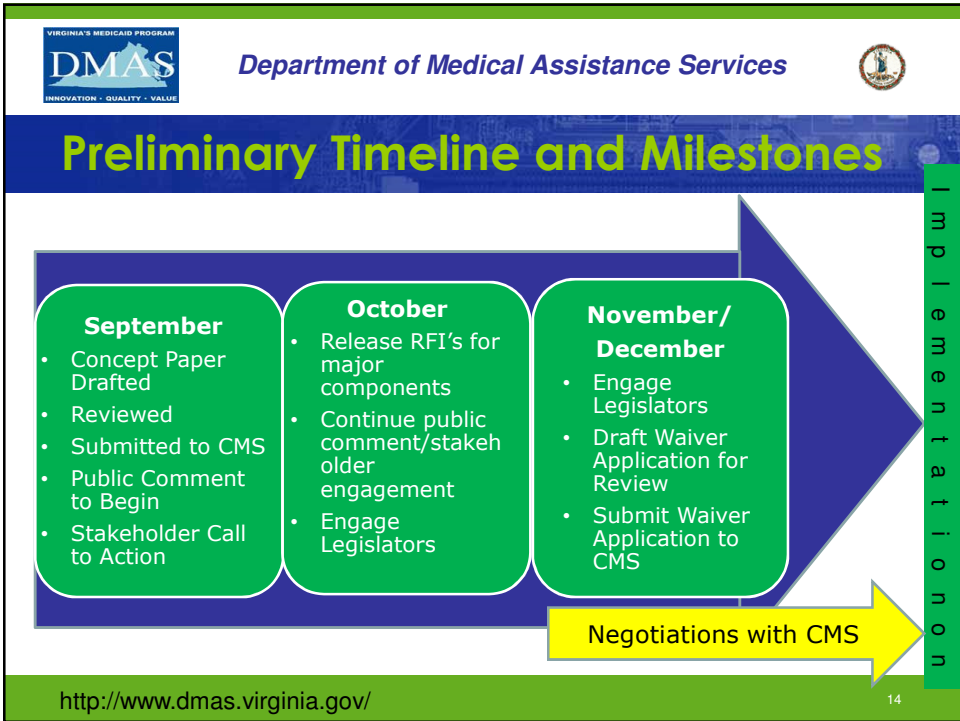 VIRGINIA'S MEDICAID PROGRAM
DMAS
INNOVATION · QUALITY · VALUE
Department of Medical Assistance Services
Preliminary Timeline and Milestones
September
• Concept Paper
Drafted
• Reviewed
• Submitted to CMS
• Public Comment
to Begin
• Stakeholder Call
to Action
October
• Release RFI's for
major
components
• Continue public
comment/stakeh
older
engagement
• Engage
Legislators
November/
December
• Engage
Legislators
• Draft Waiver
Application for
Review
• Submit Waiver
Application to
CMS
Negotiations with CMS
Implementationon
http://www.dmas.virginia.gov/
14